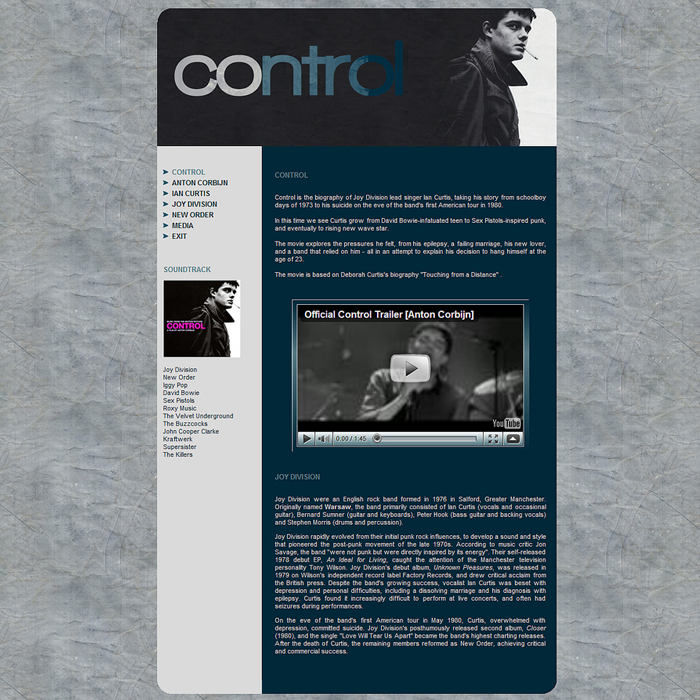 control
CONTROL
ANTON CORBIJN
IAN CURTIS
JOY DIVISION
NEW ORDER
MEDIA
EXIT
SOUNDTRACK
CONTROL
Joy Division
New Order
Iggy Pop
David Bowie
Sex Pistols
Roxy Music
The Velvet Underground
The Buzzcocks
John Cooper Clarke
Kraftwerk
Supersister
The Killers
CONTROL
Control is the biography of Joy Division lead singer Ian Curtis, taking his story from schoolboy
days of 1973 to his suicide on the eve of the band's first American tour in 1980.
In this time we see Curtis grow from David Bowie-infatuated teen to Sex Pistols-inspired punk,
and eventually to rising new wave star.
The movie explores the pressures he felt, from his epilepsy, a failing marriage, his new lover,
and a band that relied on him - all in an attempt to explain his decision to hang himself at the
age of 23.
The movie is based on Deborah Curtis's biography "Touching from a Distance" .
Official Control Trailer [Anton Corbijn]
YouTube
0:00 / 1:45
JOY DIVISION
Joy Division were an English rock band formed in 1976 in Salford, Greater Manchester.
Originally named Warsaw, the band primarily consisted of Ian Curtis (vocals and occasional
guitar), Bernard Sumner (guitar and keyboards), Peter Hook (bass guitar and backing vocals)
and Stephen Morris (drums and percussion).
Joy Division rapidly evolved from their initial punk rock influences, to develop a sound and style
that pioneered the post-punk movement of the late 1970s. According to music critic Jon
Savage, the band "were not punk but were directly inspired by its energy". Their self-released
1978 debut EP, An Ideal for Living, caught the attention of the Manchester television
personality Tony Wilson. Joy Division's debut album, Unknown Pleasures, was released in
1979 on Wilson's independent record label Factory Records, and drew critical acclaim from
the British press. Despite the band's growing success, vocalist Ian Curtis was beset with
depression and personal difficulties, including a dissolving marriage and his diagnosis with
epilepsy. Curtis found it increasingly difficult to perform at live concerts, and often had
seizures during performances.
On the eve of the band's first American tour in May 1980, Curtis, overwhelmed with
depression, committed suicide. Joy Division's posthumously released second album, Closer
(1980), and the single "Love Will Tear Us Apart" became the band's highest charting releases.
After the death of Curtis, the remaining members reformed as New Order, achieving critical
and commercial success.